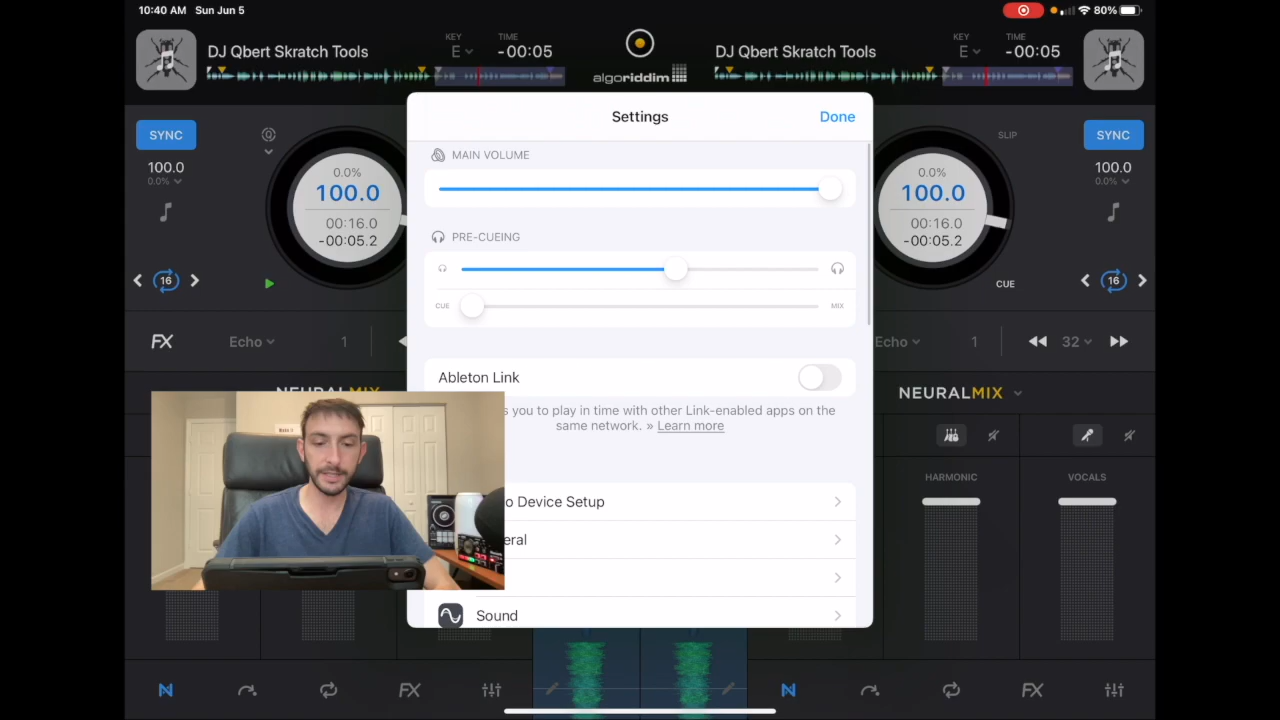 10:40 AM Sun Jun 5
80%
DJ Qbert Skratch Tools
KEY
E
TIME
-00:05
algoriddim
DJ Qbert Skratch Tools
KEY
E
TIME
-00:05
SYNC
100.0
0.0%
0.0%
100.0
00:16.0
-00:05.2
16
Settings
Done
MAIN VOLUME
PRE-CUEING
CUE
MIX
Ableton Link
you to play in time with other Link-enabled apps on the
same network. » Learn more
Device Setup
Sound
0.0%
100.0
00:16.0
-00:05.2
SLIP
CUE
SYNC
100.0
0.0%
16
FX
Echo
1
Echo
1
32
NEURALMIX
NEURALMIX
HARMONIC
VOCALS
FX
FX